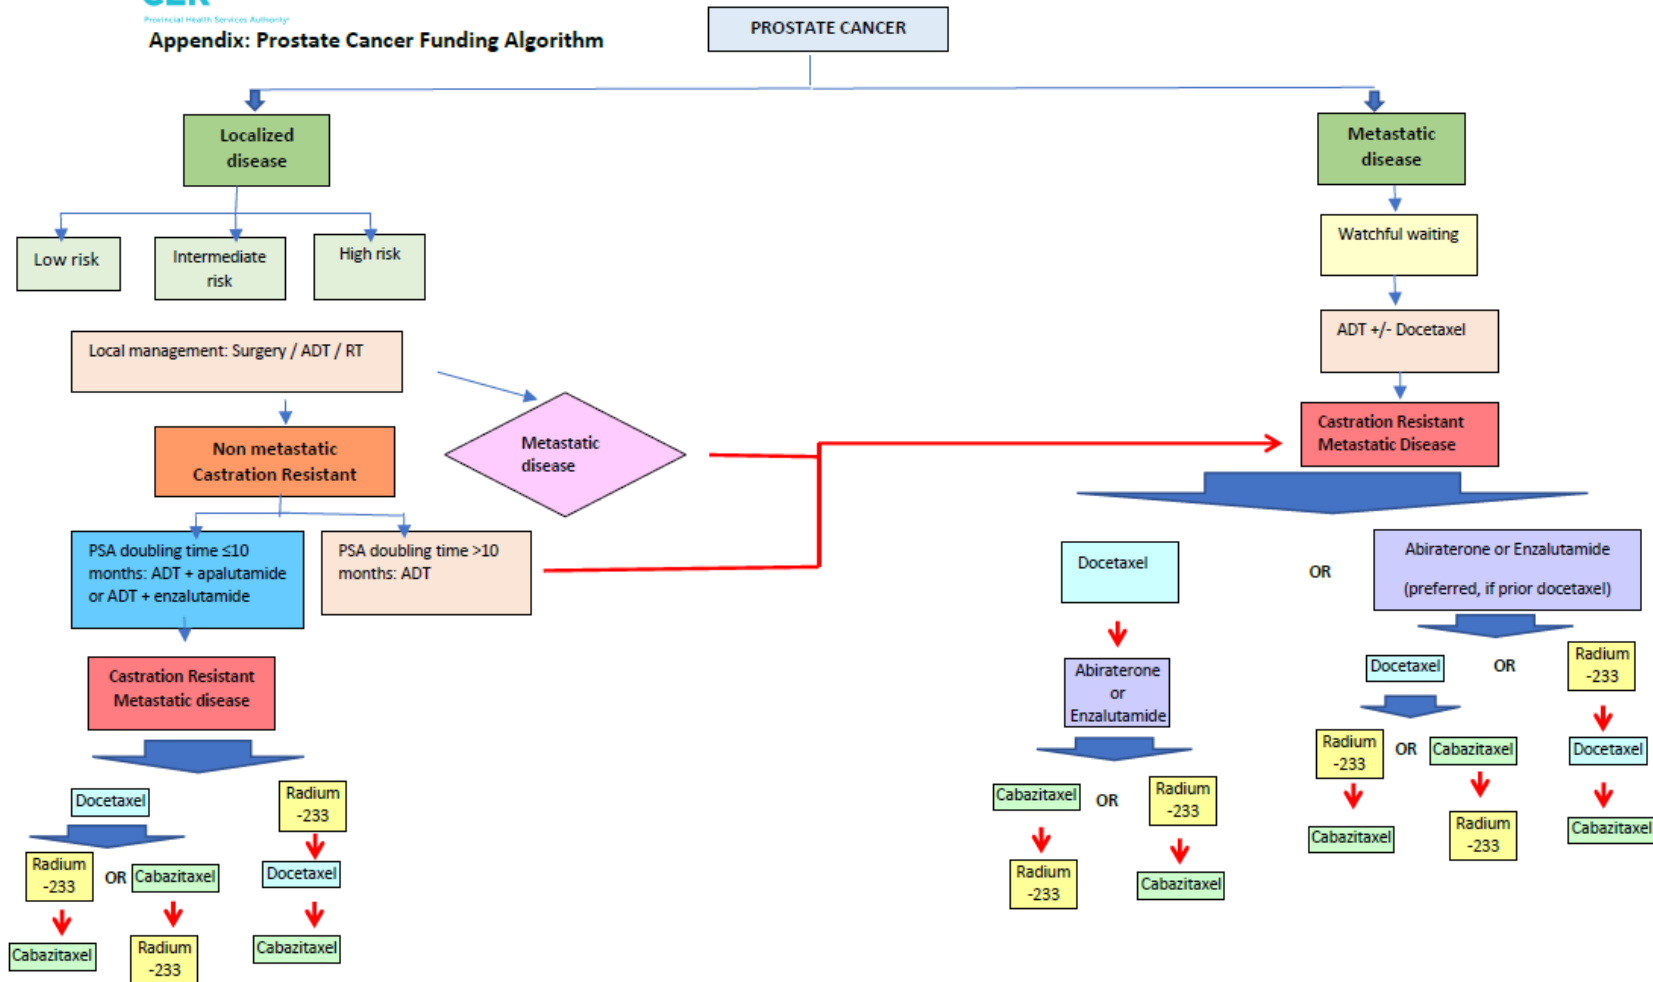 Provincial Health Services Authority
Appendix: Prostate Cancer Funding Algorithm
PROSTATE CANCER
Localized
disease
Metastatic
disease
Low risk
Intermediate
risk
High risk
Watchful waiting
Local management: Surgery / ADT / RT
ADT +/- Docetaxel
Non metastatic
Castration Resistant
Metastatic
disease
Castration Resistant
Metastatic Disease
PSA doubling time ≤10
months: ADT + apalutamide
or ADT + enzalutamide
PSA doubling time >10
months: ADT
Docetaxel
OR
Abiraterone or Enzalutamide
(preferred, if prior docetaxel)
Castration Resistant
Metastatic disease
Abiraterone
or
Enzalutamide
Docetaxel
OR
Radium
-233
Radium
-233
OR
Cabazitaxel
Docetaxel
Cabazitaxel
Radium
-233
Cabazitaxel
Cabazitaxel
OR
Radium
-233
Radium
-233
Cabazitaxel
Docetaxel
Radium
-233
Radium
-233
OR
Cabazitaxel
Docetaxel
Cabazitaxel
Radium
-233
Cabazitaxel